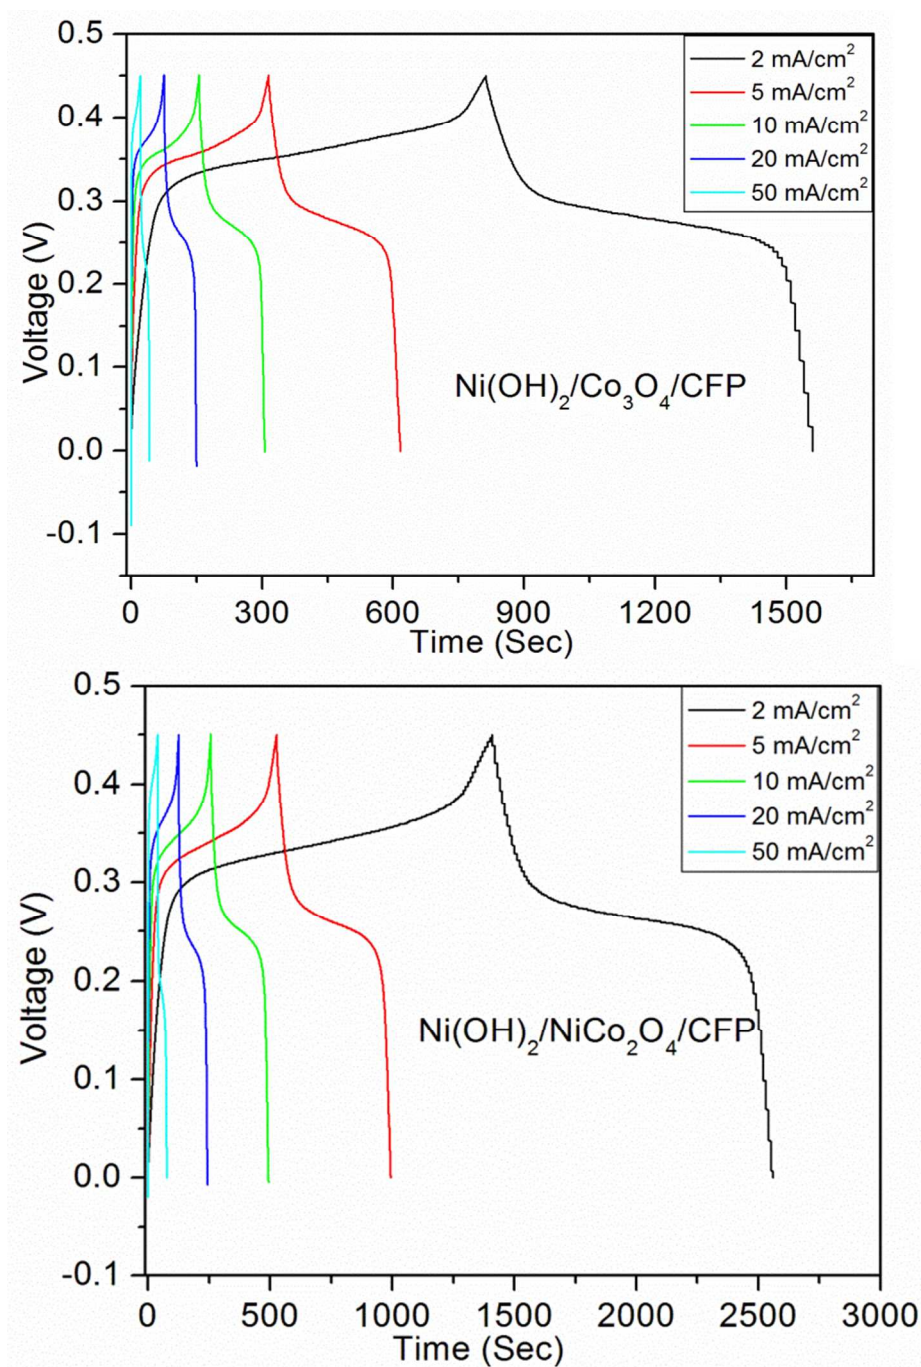 0.5
0.4
0.3
0.2
0.1
0.0
-0.1
Voltage (V)
2 mA/cm²
5 mA/cm²
10 mA/cm²
20 mA/cm²
50 mA/cm²
Ni(OH)₂/Co₃O₄/CFP
0 300 600 900 1200 1500
Time (Sec)
0.5
0.4
0.3
0.2
0.1
0.0
-0.1
Voltage (V)
2 mA/cm²
5 mA/cm²
10 mA/cm²
20 mA/cm²
50 mA/cm²
Ni(OH)₂/NiCo₂O₄/CFP
0 500 1000 1500 2000 2500 3000
Time (Sec)